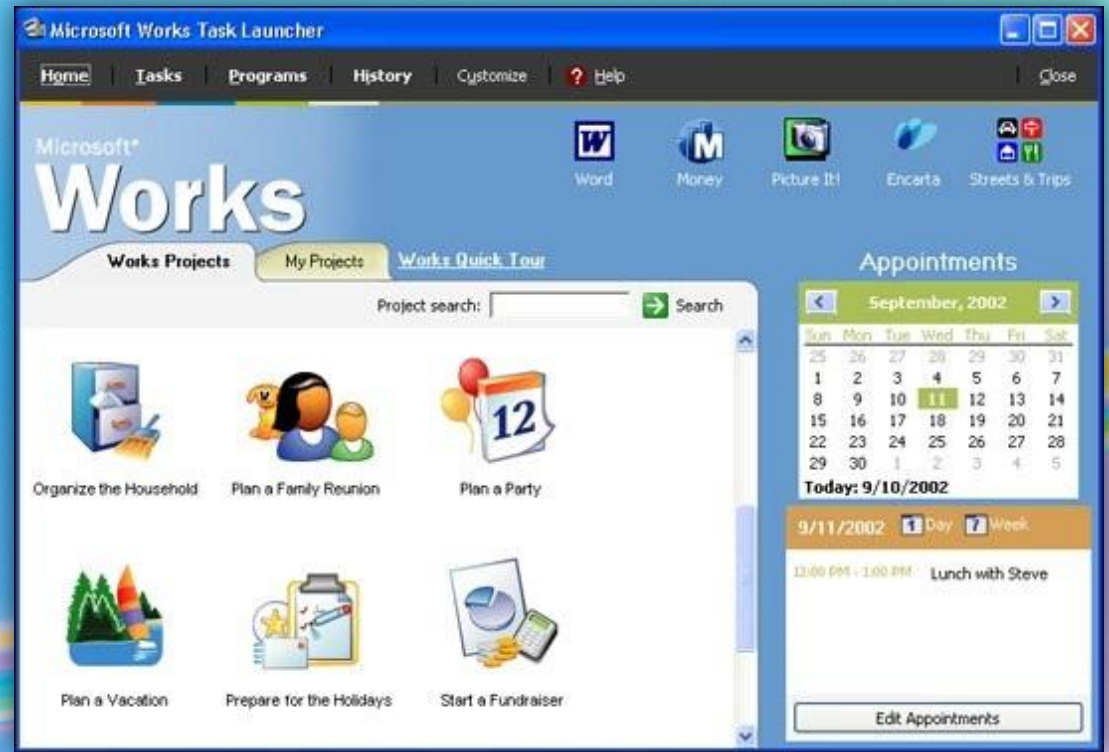 Microsoft Works Task Launcher
Home Tasks Programs History Customize ? Help Close
Microsoft®
Works
Word Money Picture It! Encarta Streets & Trips
Works Projects My Projects Works Quick Tour
Project search: Search
Organize the Household Plan a Family Reunion Plan a Party
12
Plan a Vacation Prepare for the Holidays Start a Fundraiser
Appointments
September, 2002
Sun Mon Tue Wed Thu Fri Sat
25 26 27 28 29 30 31
1 2 3 4 5 6 7
8 9 10 11 12 13 14
15 16 17 18 19 20 21
22 23 24 25 26 27 28
29 30 1 2 3 4 5
Today: 9/10/2002
9/11/2002 1 Day 7 Week
12:00 PM - 1:00 PM Lunch with Steve
Edit Appointments